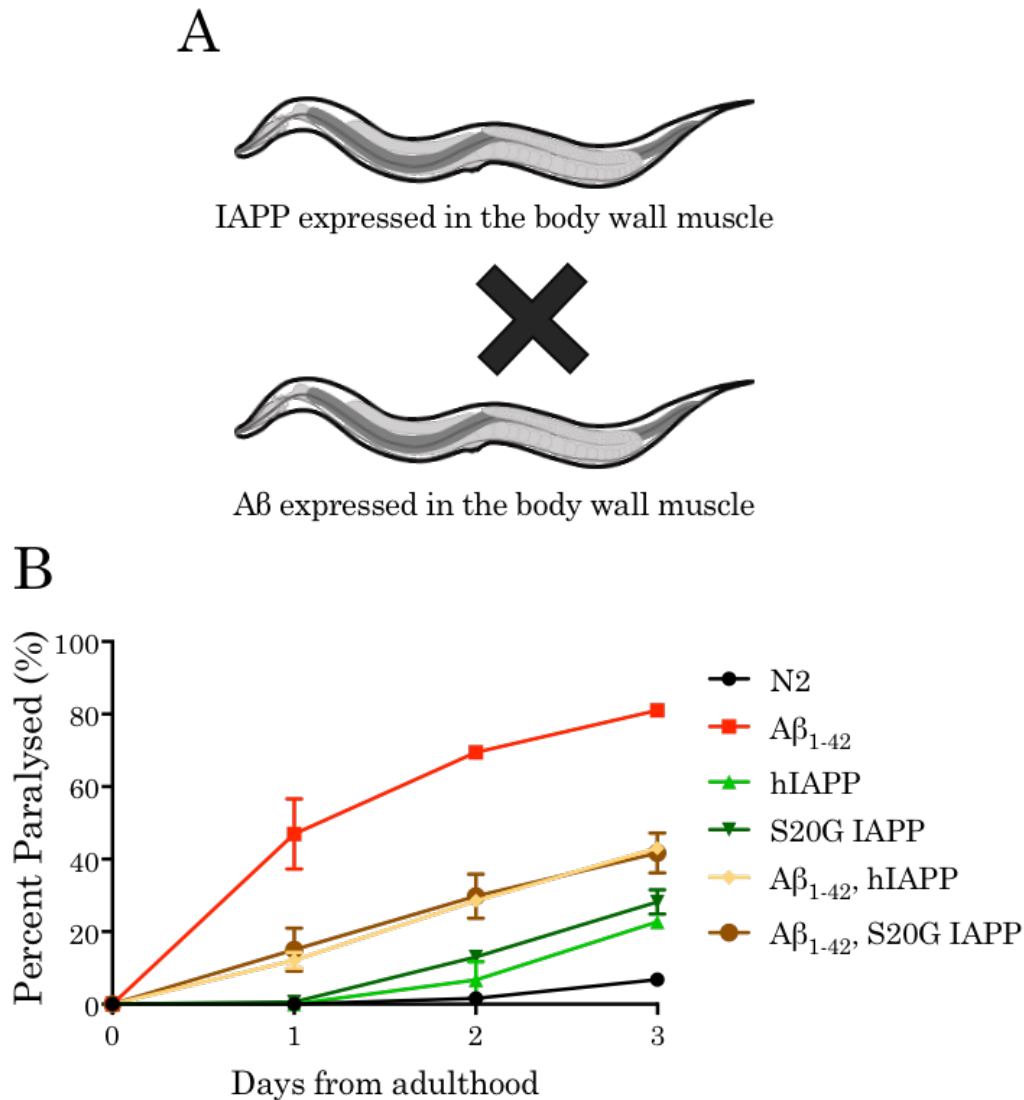 A
IAPP expressed in the body wall muscle
Aβ expressed in the body wall muscle
B
Percent Paralysed (%)
100
80
60
40
20
0
0 1 2 3
Days from adulthood
N2
Aβ₁₋₄₂
hIAPP
S20G IAPP
Aβ₁₋₄₂, hIAPP
Aβ₁₋₄₂, S20G IAPP